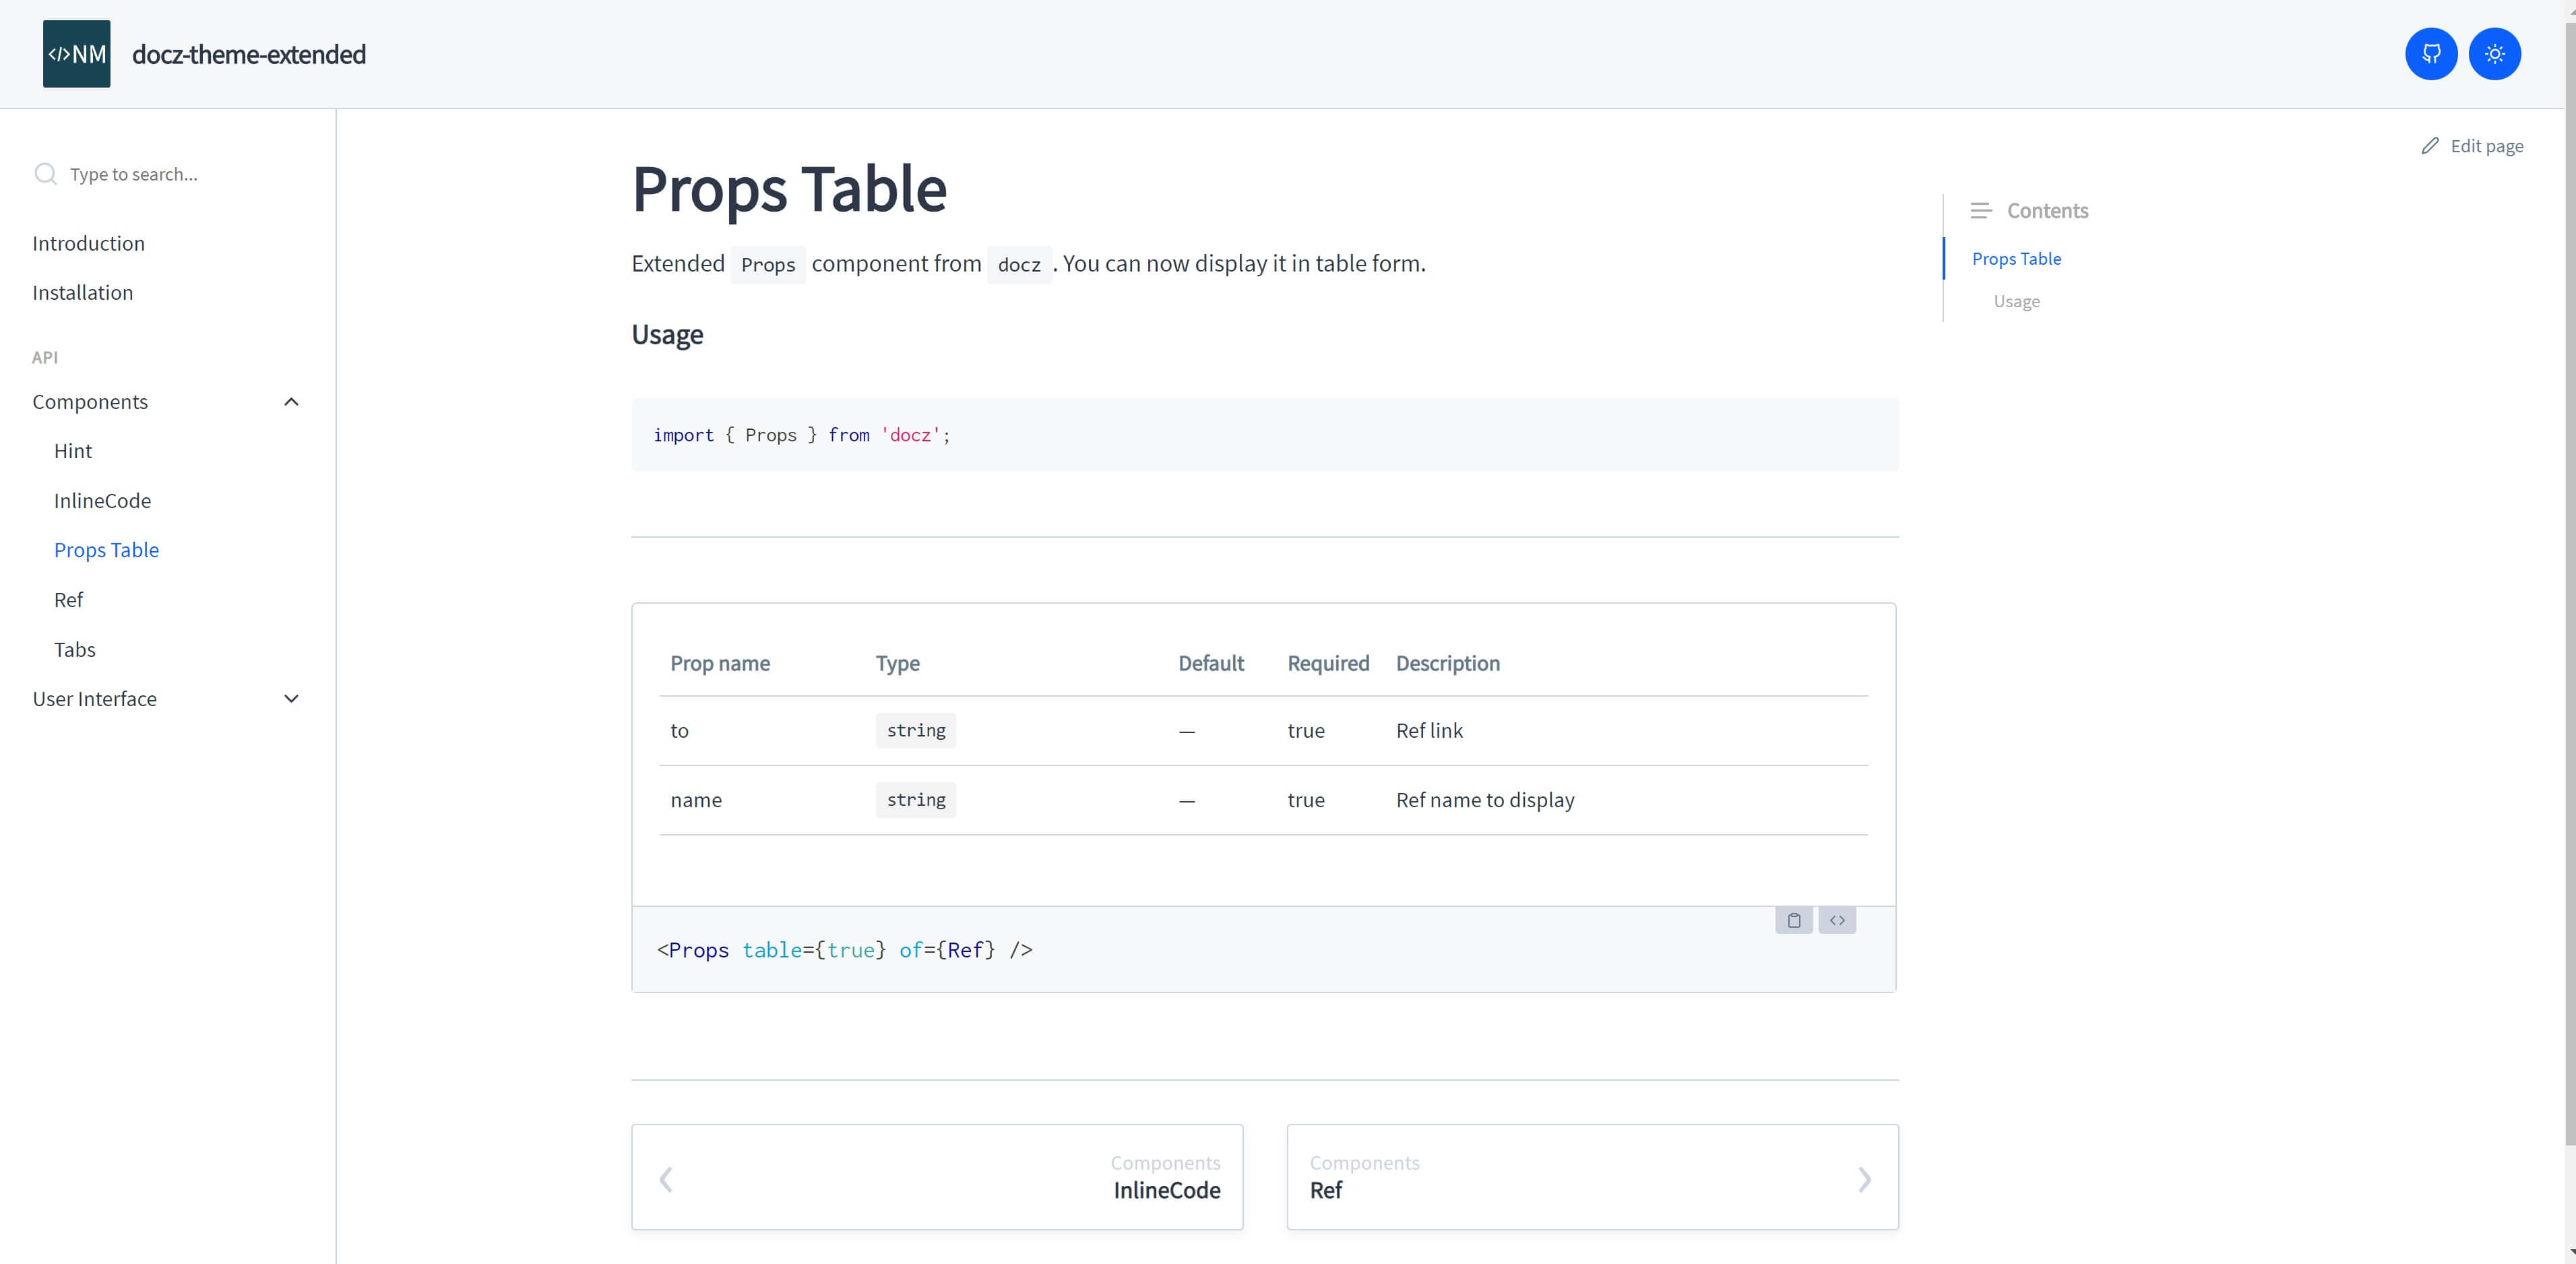 </>NM docz-theme-extended
Edit page
Type to search...
Introduction
Installation
API
Components
Hint
InlineCode
Props Table
Ref
Tabs
User Interface
Props Table
Extended Props component from docz . You can now display it in table form.
Usage
import { Props } from 'docz';
Prop name Type Default Required Description
to string — true Ref link
name string — true Ref name to display
<Props table={true} of={Ref} />
Components
InlineCode
Components
Ref
Contents
Props Table
Usage